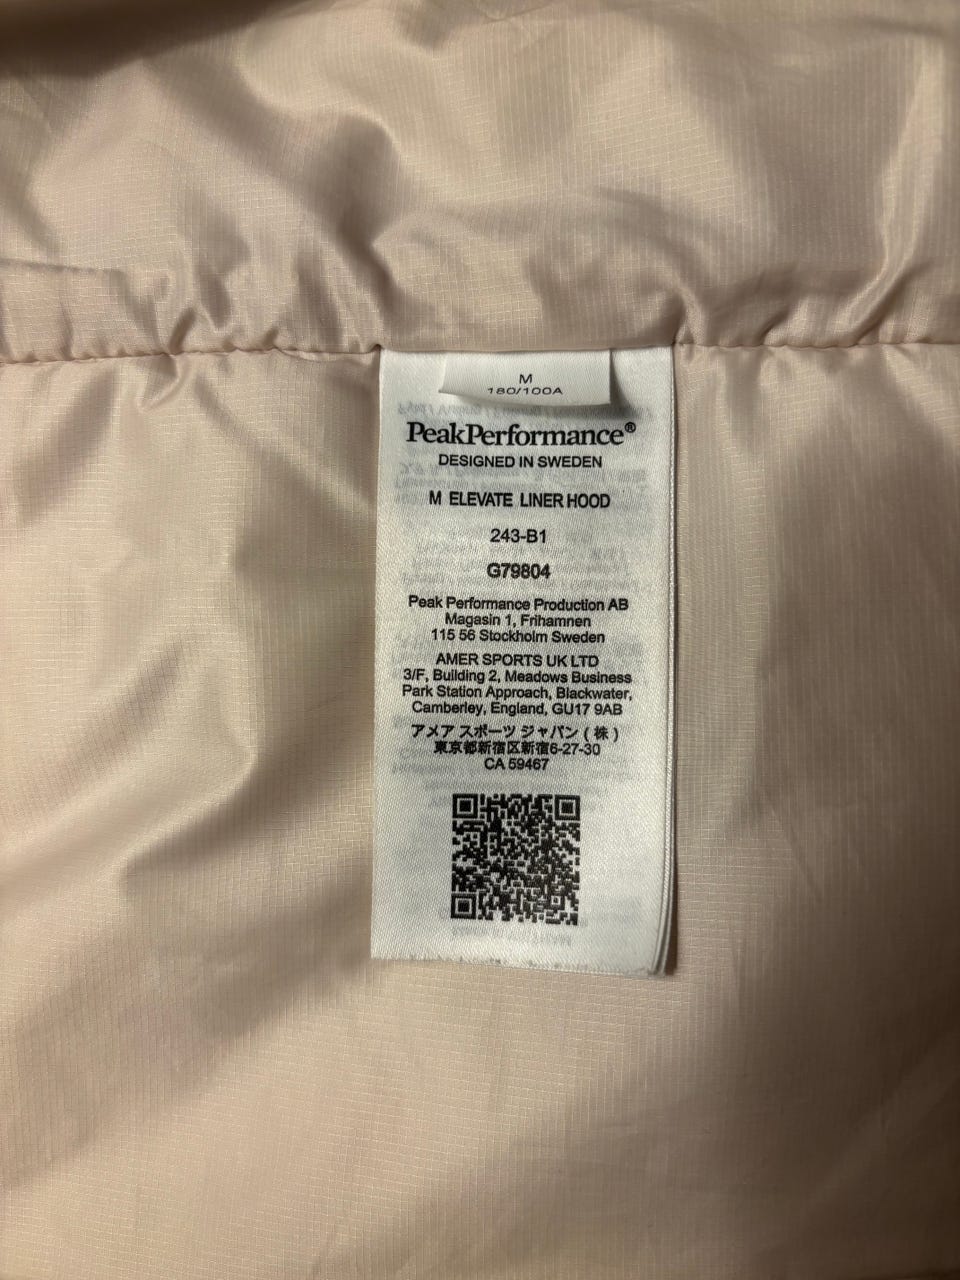 M
180/100A
PeakPerformance®
DESIGNED IN SWEDEN
M ELEVATE LINER HOOD
243-B1
G79804
Peak Performance Production AB
Magasin 1, Frihamnen
115 56 Stockholm Sweden
AMER SPORTS UK LTD
3/F, Building 2, Meadows Business
Park Station Approach, Blackwater,
Camberley, England, GU17 9AB
アメア スポーツ ジャパン ( 株 )
東京都新宿区新宿6-27-30
CA 59467